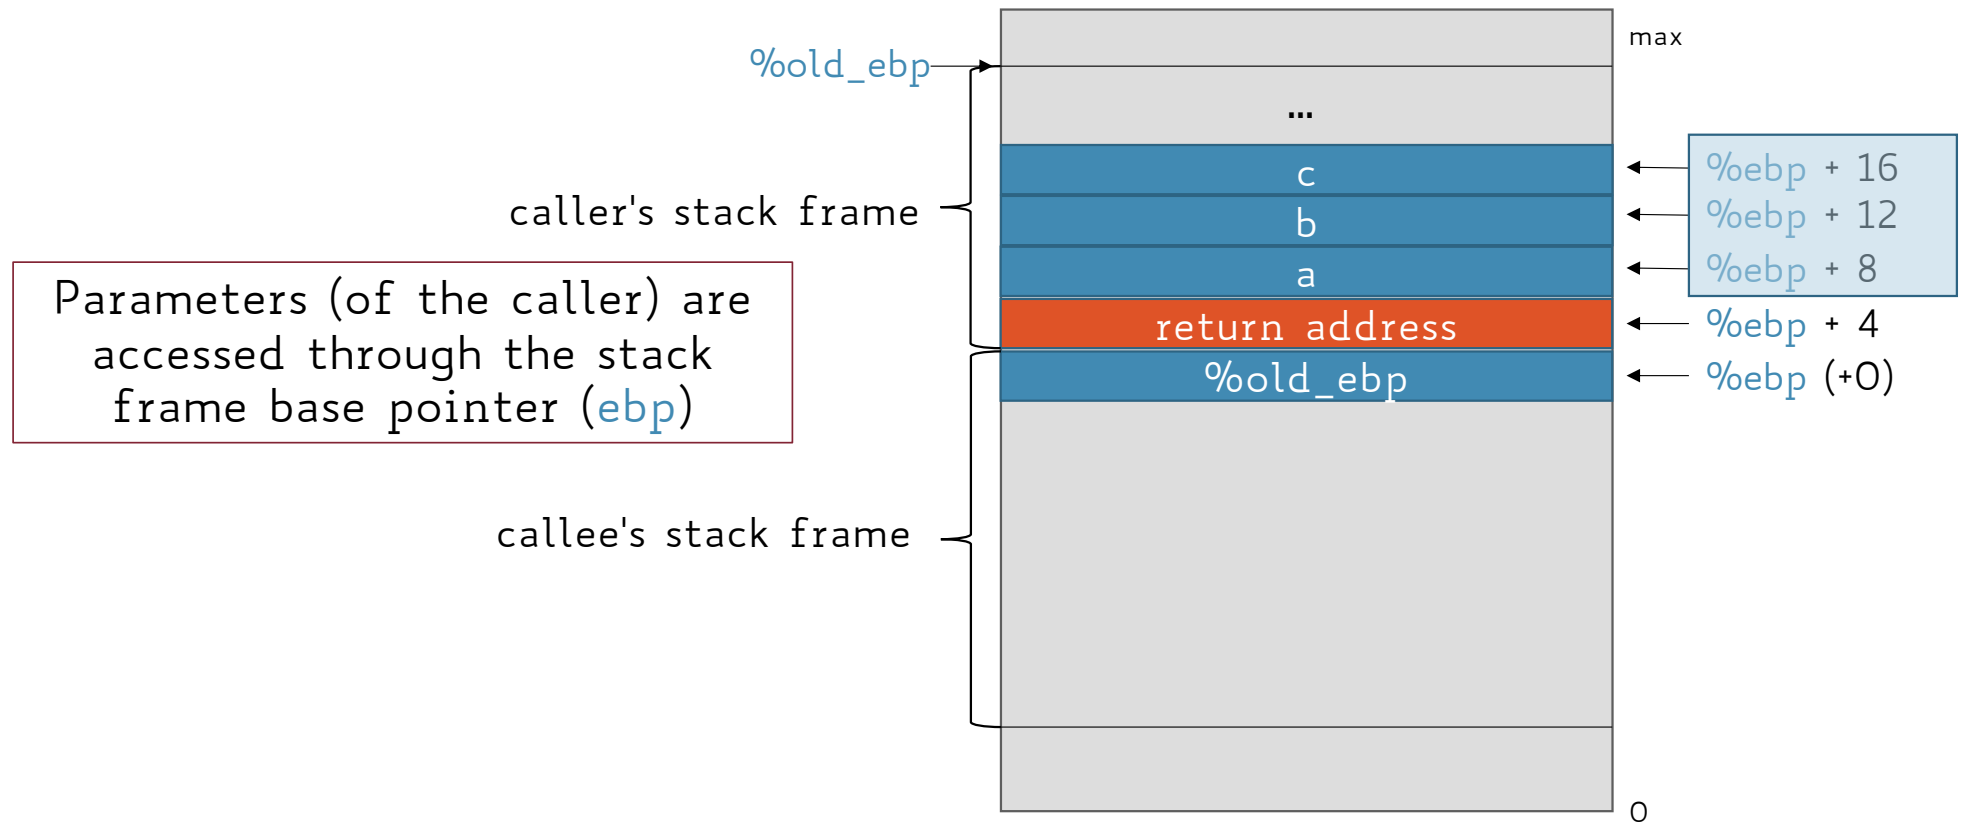 max
%old_ebp
...
c
%ebp + 16
caller's stack frame
b
%ebp + 12
a
%ebp + 8
Parameters (of the caller) are
accessed through the stack
frame base pointer (ebp)
return address
%ebp + 4
%old_ebp
%ebp (+0)
callee's stack frame
0